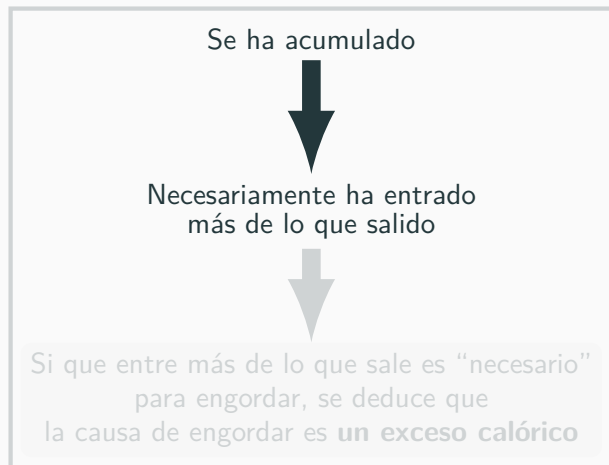 Se ha acumulado
Necesariamente ha entrado
más de lo que salido
Si que entre más de lo que sale es “necesario”
para engordar, se deduce que
la causa de engordar es un exceso calórico